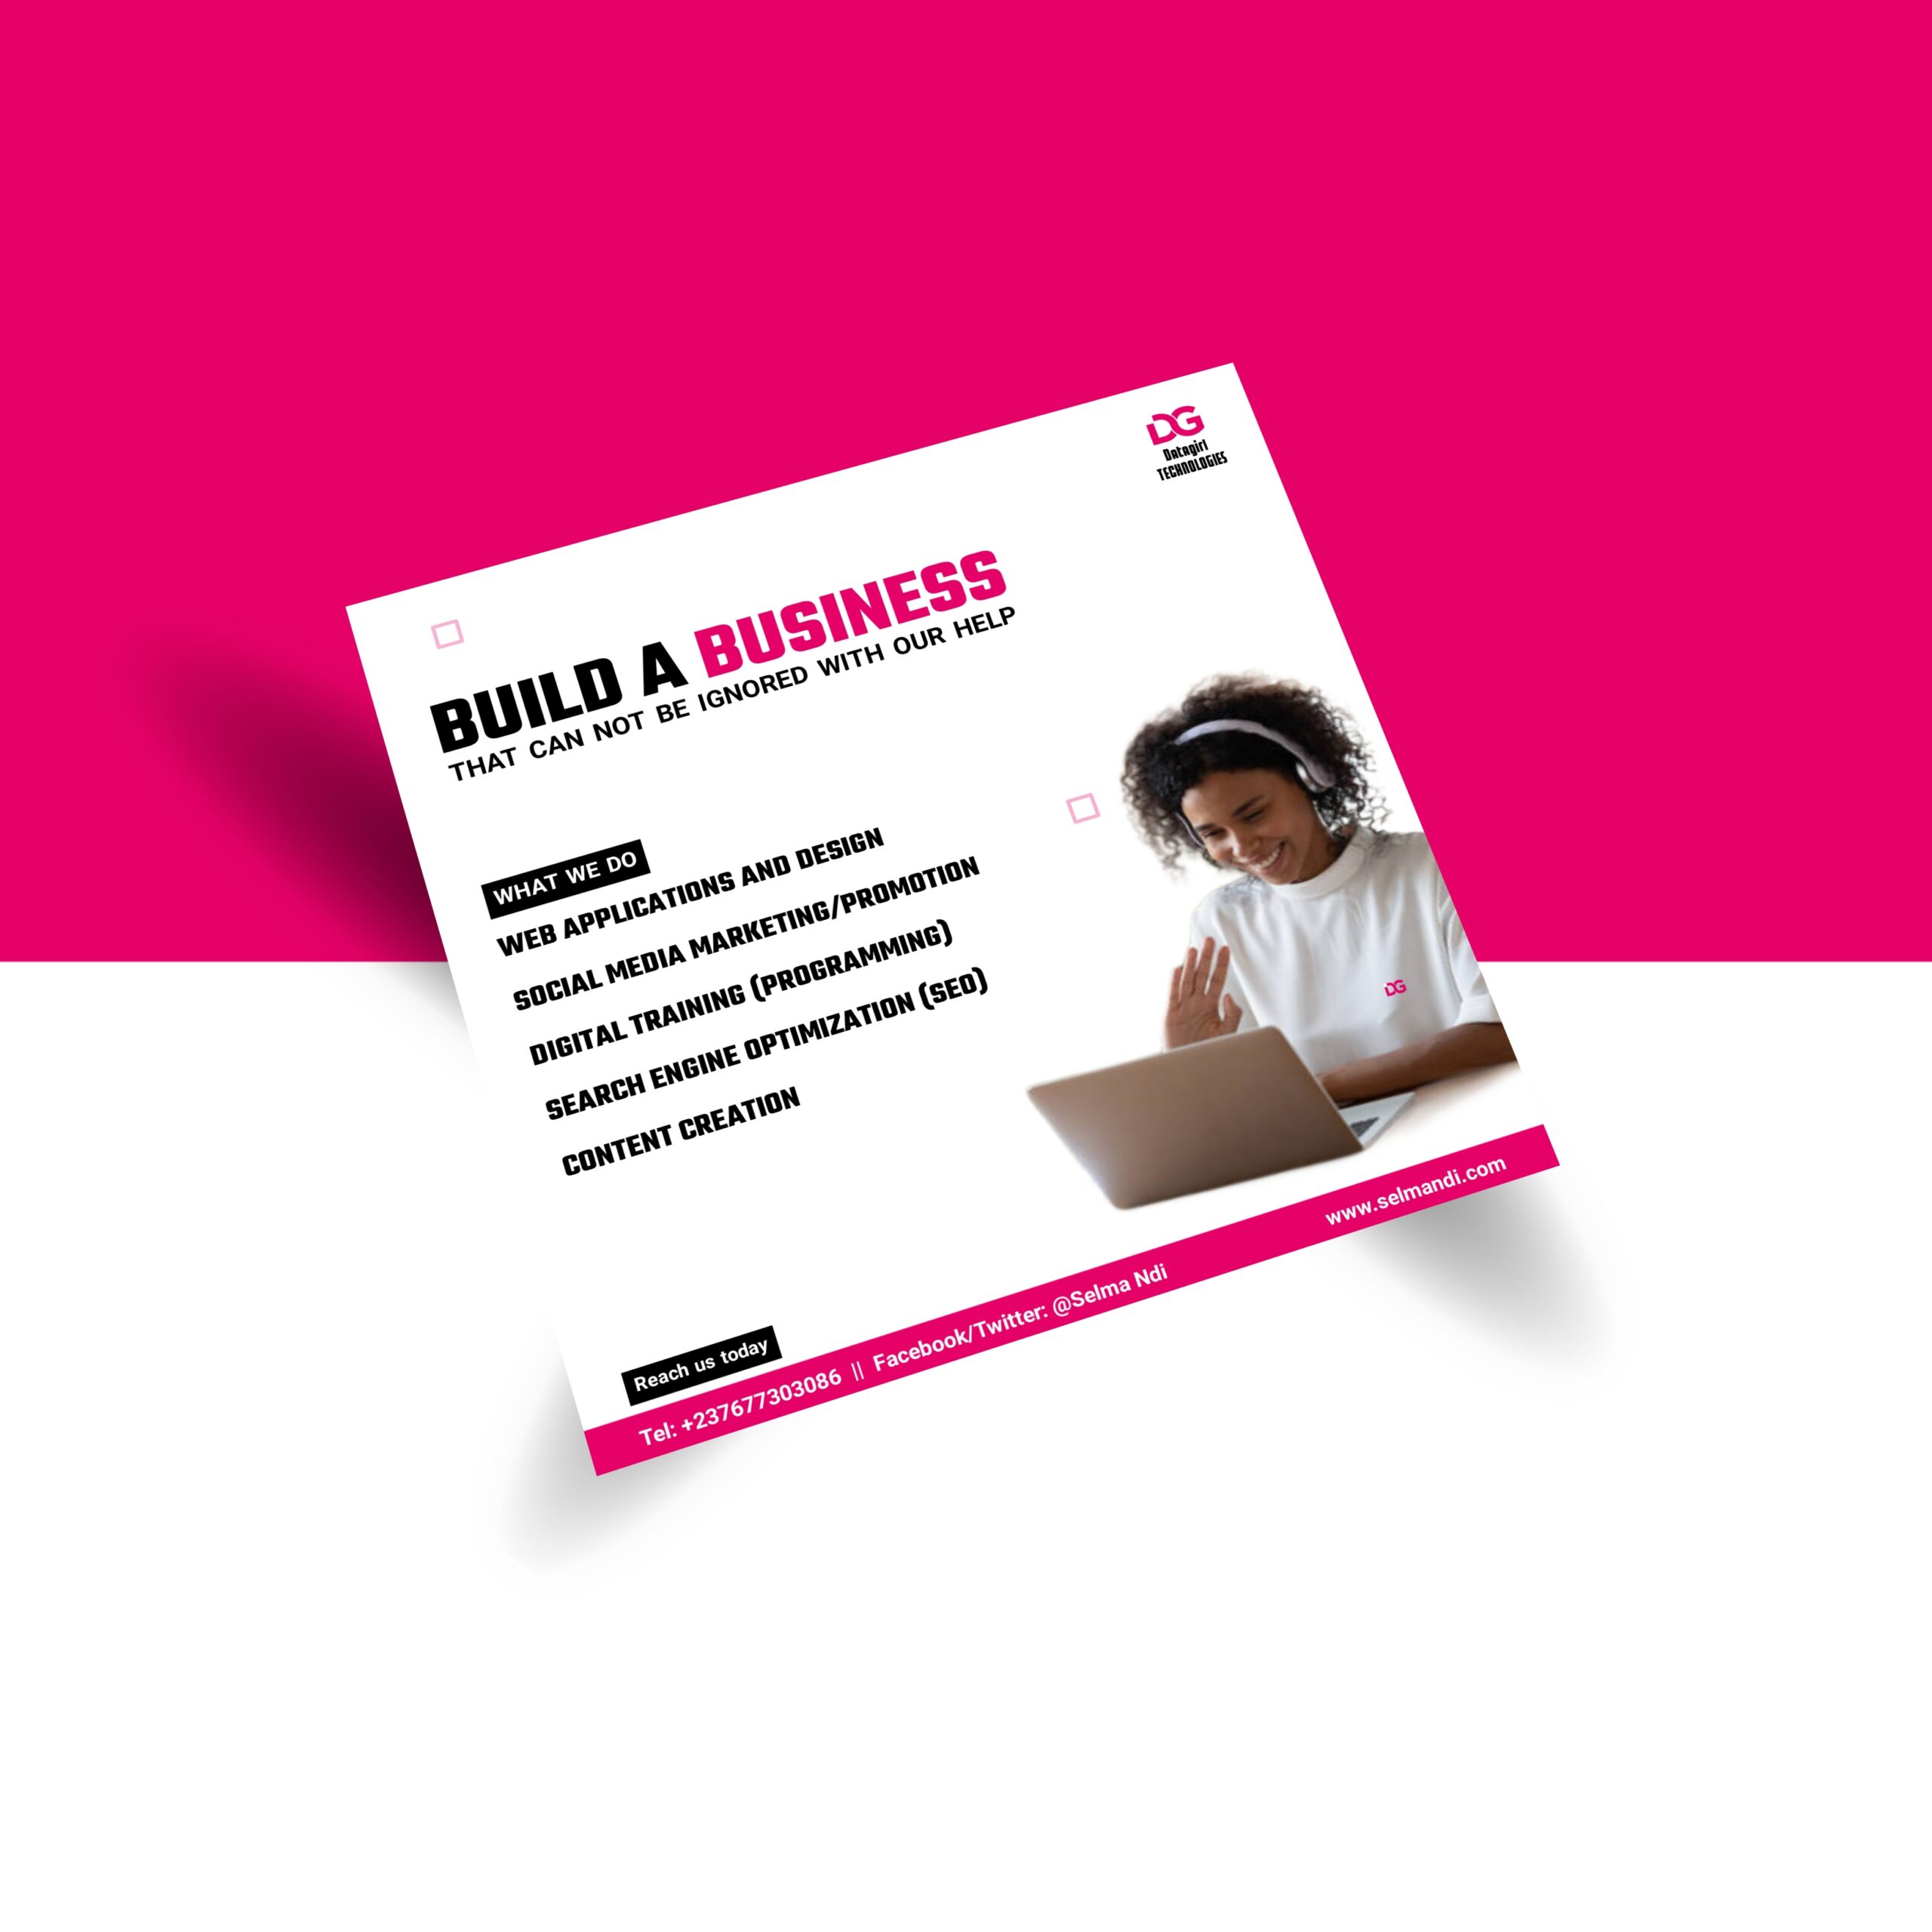 DG
Datagirl
TECHNOLOGIES
BUILD A BUSINESS
THAT CAN NOT BE IGNORED WITH OUR HELP
WHAT WE DO
WEB APPLICATIONS AND DESIGN
SOCIAL MEDIA MARKETING/PROMOTION
DIGITAL TRAINING (PROGRAMMING)
SEARCH ENGINE OPTIMIZATION (SEO)
CONTENT CREATION
DG
Reach us today
Tel: +237677303086 || Facebook/Twitter: @Selma Ndi
www.selmandi.com